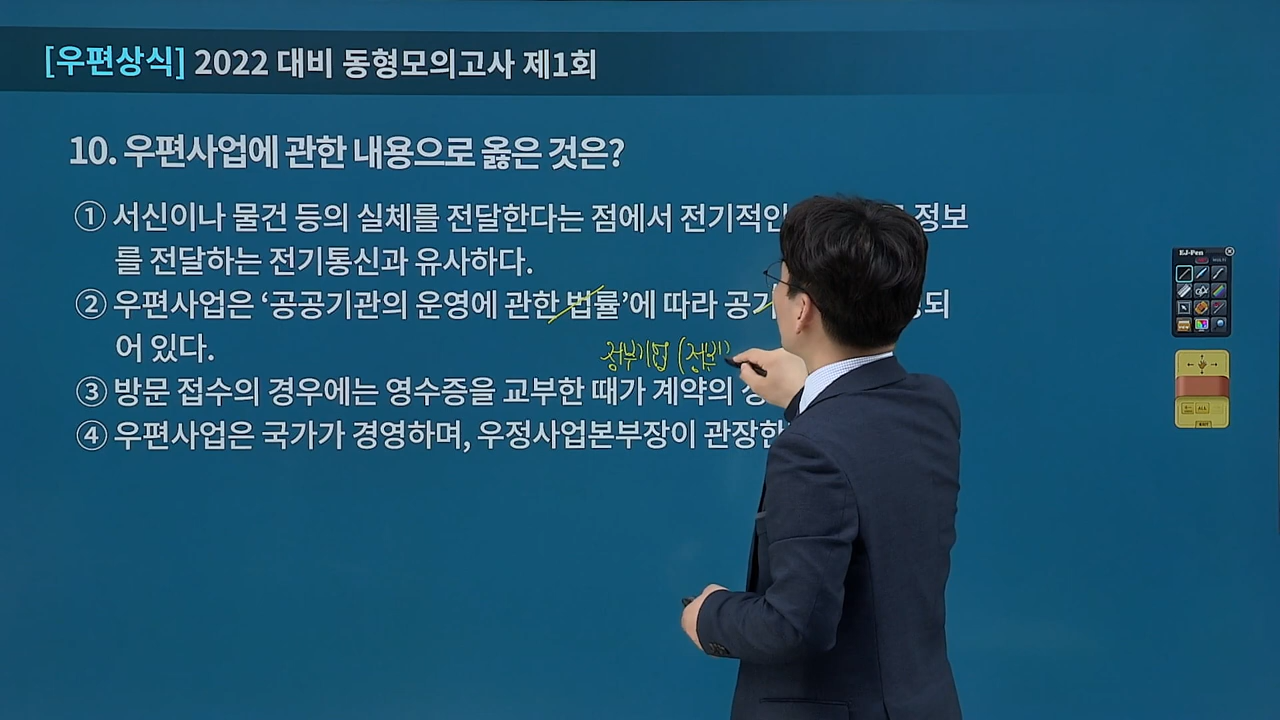 [우편상식] 2022 대비 동형모의고사 제1회
10. 우편사업에 관한 내용으로 옳은 것은?
① 서신이나 물건 등의 실체를 전달한다는 점에서 전기적인 정보
를 전달하는 전기통신과 유사하다.
② 우편사업은 ‘공공기관의 운영에 관한 법률’에 따라 되
어 있다.
정부기업
③ 방문 접수의 경우에는 영수증을 교부한 때가 계약의
④ 우편사업은 국가가 경영하며, 우정사업본부장이 관장한
EJ-Pen
ALL
EXIT